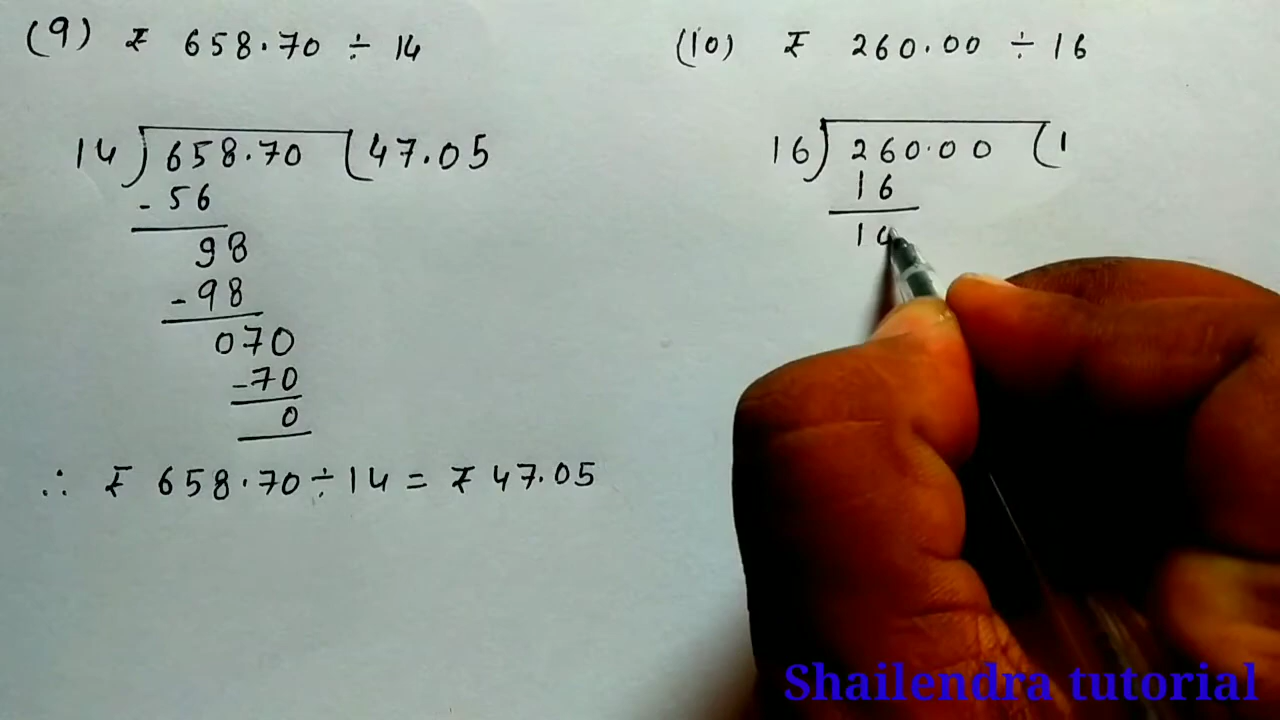 (9) ₹ 658.70 ÷ 14
14)658.70(47.05
-56
98
-98
070
-70
0
∴ ₹ 658.70 ÷ 14 = ₹ 47.05
(10) ₹ 260.00 ÷ 16
16)260.00(1
16
10
Shailendra tutorial